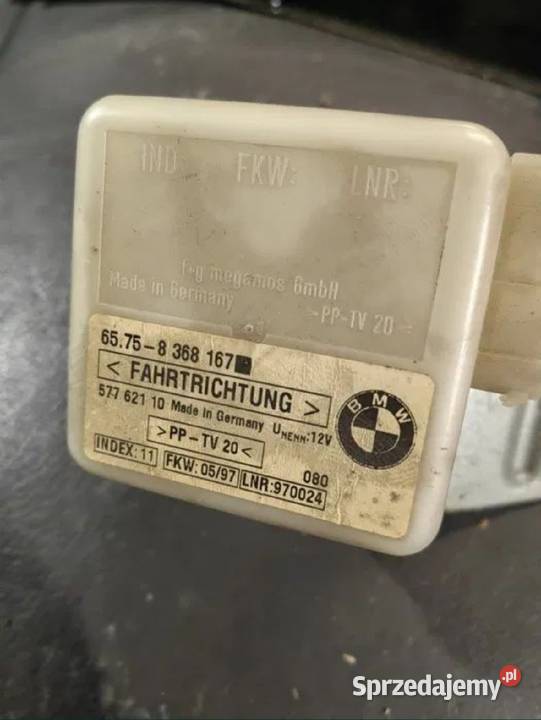 IND: FKW: LNR:
f+g megamos GmbH
Made in Germany >PP-TV 20<
65.75-8 368 167
< FAHRTRICHTUNG >
577 621 10 Made in Germany UNENN:12V
BMW
>PP-TV 20<
080
INDEX:11 FKW:05/97 LNR:970024
Sprzedajemy.pl